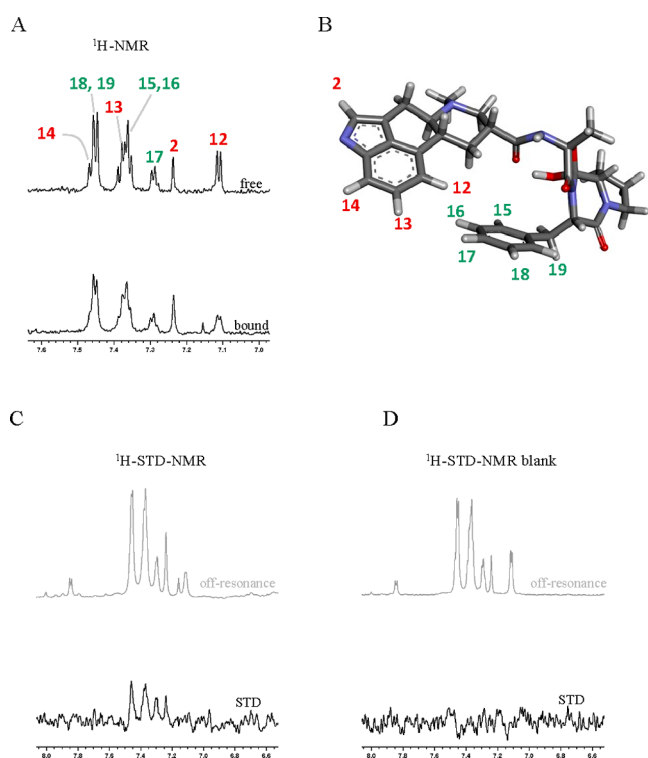 A
¹H-NMR
18, 19
15,16
13
14
17
2
12
free
bound
7.6 7.5 7.4 7.3 7.2 7.1 7.0
B
2
12
14
13
16
15
17
18
19
C
¹H-STD-NMR
off-resonance
STD
8.0 7.8 7.6 7.4 7.2 7.0 6.8 6.6
D
¹H-STD-NMR blank
off-resonance
STD
8.0 7.8 7.6 7.4 7.2 7.0 6.8 6.6